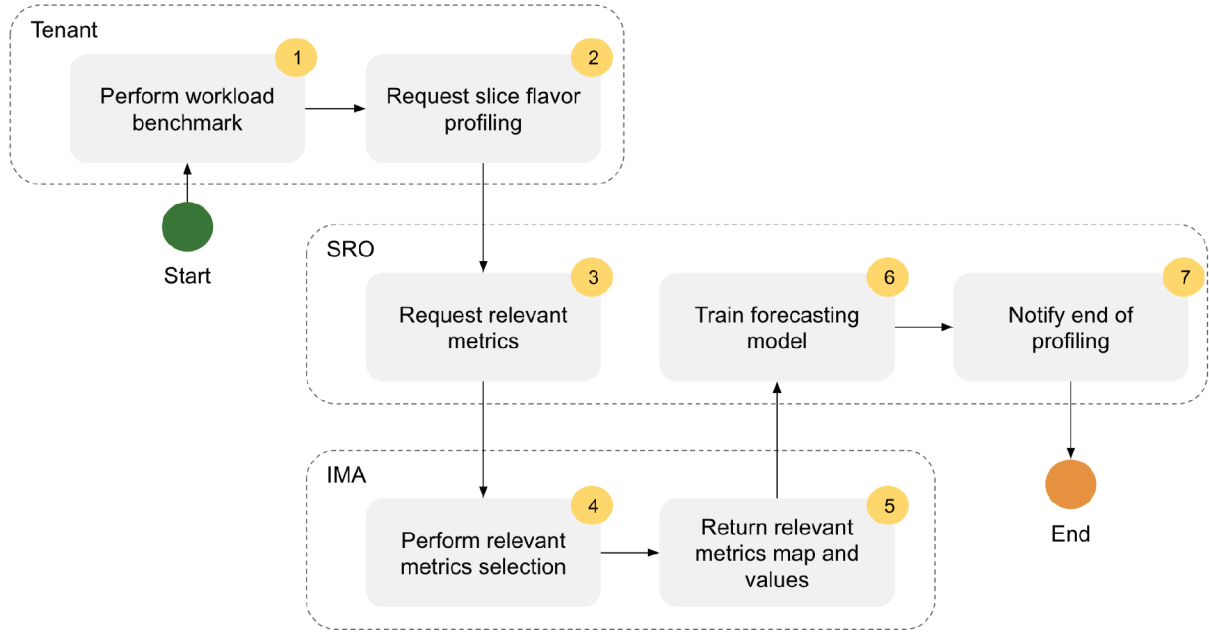 Tenant
1
Perform workload
benchmark
2
Request slice flavor
profiling
Start
SRO
3
Request relevant
metrics
6
Train forecasting
model
7
Notify end of
profiling
IMA
4
Perform relevant
metrics selection
5
Return relevant
metrics map and
values
End